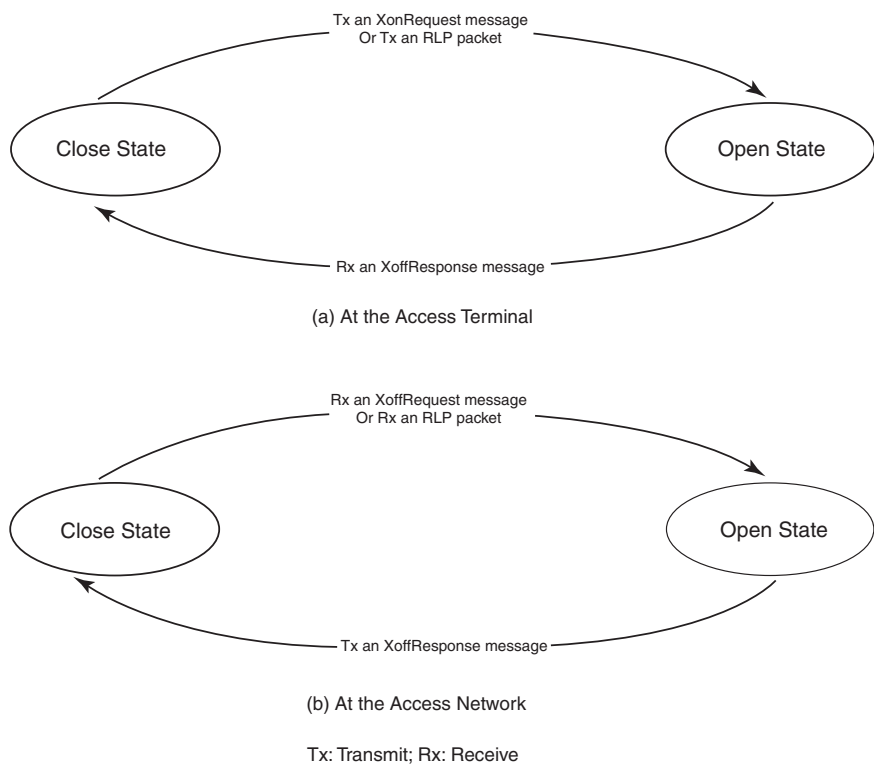 Tx an XonRequest message
Or Tx an RLP packet
Close State
Open State
Rx an XoffResponse message
(a) At the Access Terminal
Rx an XoffRequest message
Or Rx an RLP packet
Close State
Open State
Tx an XoffResponse message
(b) At the Access Network
Tx: Transmit; Rx: Receive